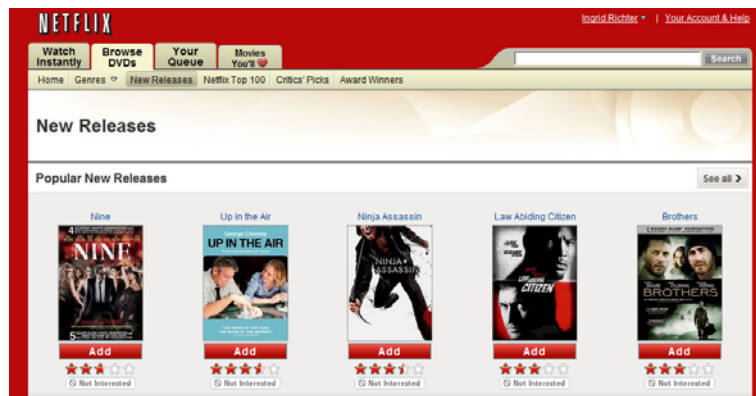 NETFLIX
Ingrid Richter | Your Account & Help
Watch Instantly
Browse DVDs
Your Queue
Movies You'll
Search
Home Genres New Releases Netflix Top 100 Critics' Picks Award Winners
New Releases
Popular New Releases
See all
Nine
Up in the Air
Ninja Assassin
Law Abiding Citizen
Brothers
NINE
George Clooney
UP IN THE AIR
NINJA ASSASSIN
LAW ABIDING CITIZEN
BROTHERS
Add
Add
Add
Add
Add
Not Interested
Not Interested
Not Interested
Not Interested
Not Interested